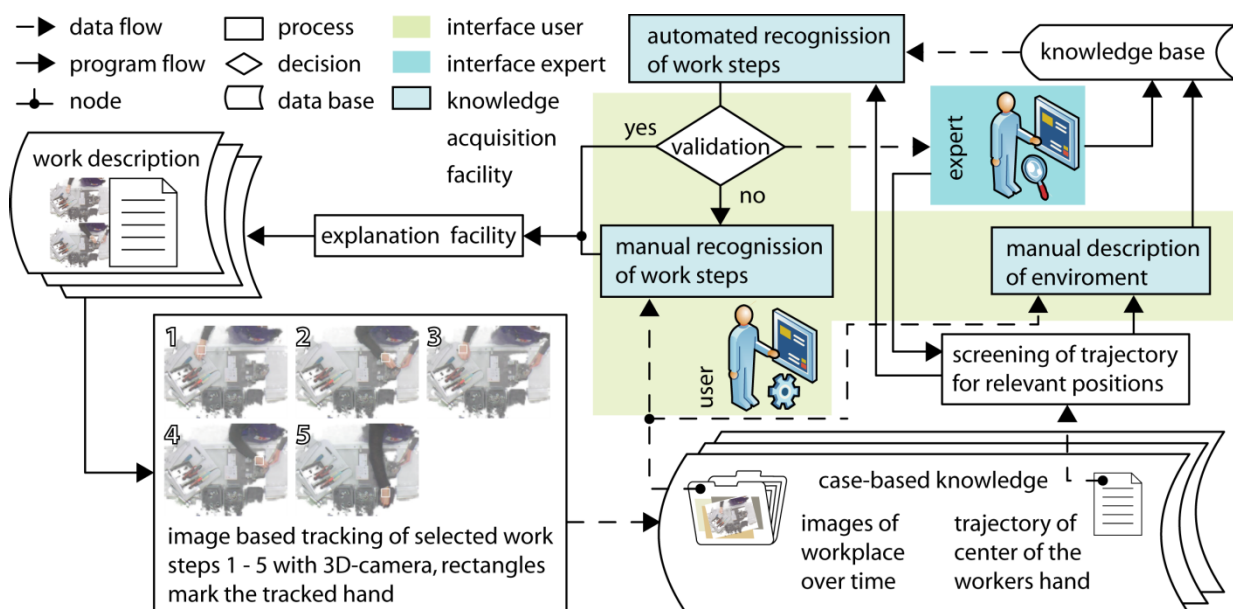 data flow
program flow
node
process
decision
data base
interface user
interface expert
knowledge
acquisition
facility
automated recognission
of work steps
knowledge base
yes
validation
no
expert
work description
explanation facility
manual recognission
of work steps
manual description
of enviroment
user
screening of trajectory
for relevant positions
1
2
3
4
5
image based tracking of selected work
steps 1 - 5 with 3D-camera, rectangles
mark the tracked hand
case-based knowledge
images of
workplace
over time
trajectory of
center of the
workers hand